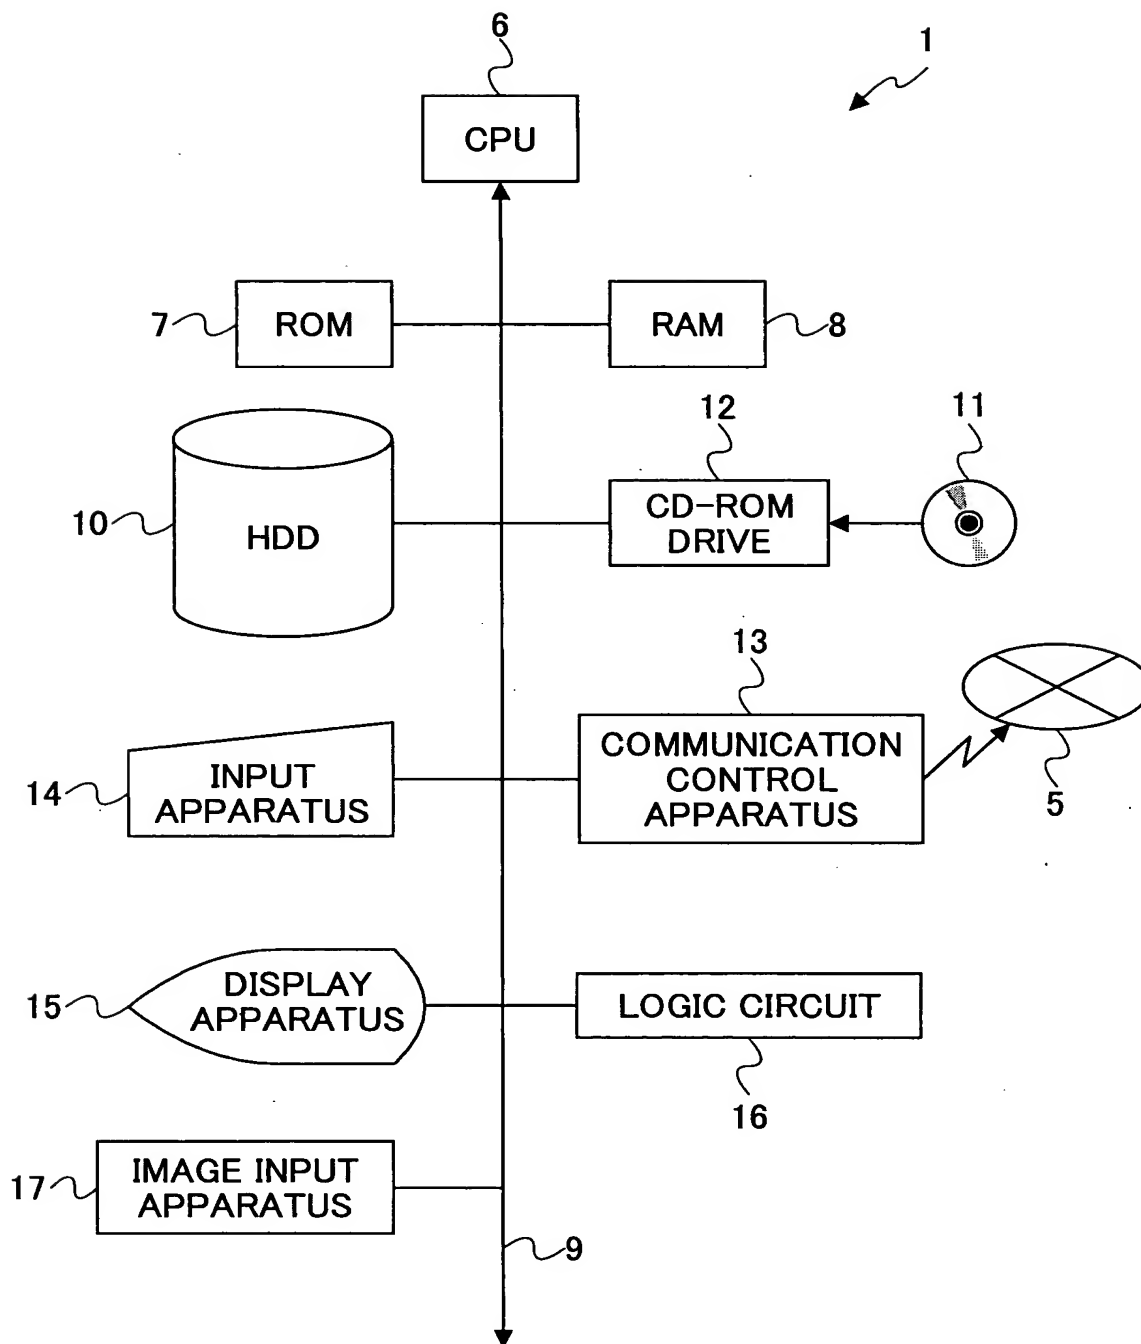 6
1
CPU
7
ROM
RAM
8
12
11
10
HDD
CD-ROM
DRIVE
13
14
INPUT
APPARATUS
COMMUNICATION
CONTROL
APPARATUS
5
15
DISPLAY
APPARATUS
LOGIC CIRCUIT
16
17
IMAGE INPUT
APPARATUS
9